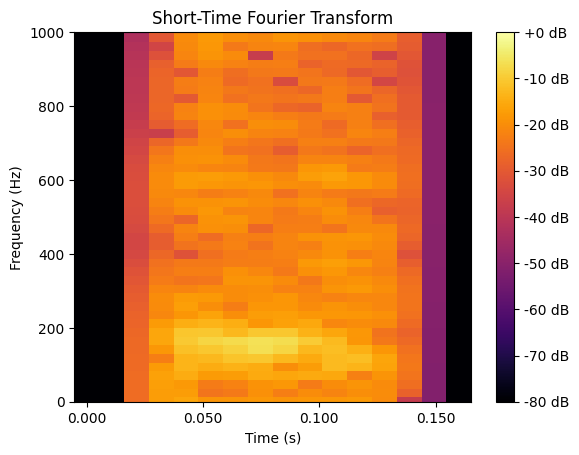 Short-Time Fourier Transform
1000
800
600
400
200
0
Frequency (Hz)
0.000
0.050
0.100
0.150
Time (s)
+0 dB
-10 dB
-20 dB
-30 dB
-40 dB
-50 dB
-60 dB
-70 dB
-80 dB